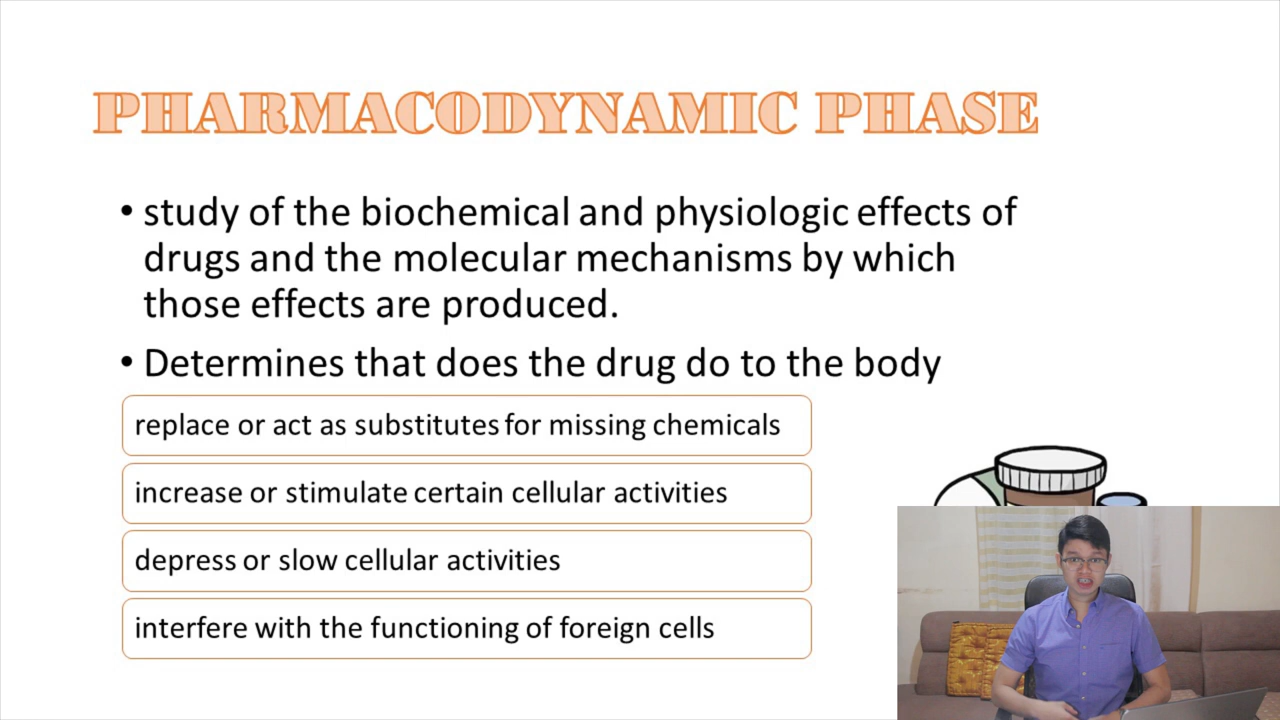 PHARMACODYNAMIC PHASE
• study of the biochemical and physiologic effects of
drugs and the molecular mechanisms by which
those effects are produced.
• Determines that does the drug do to the body
replace or act as substitutes for missing chemicals
increase or stimulate certain cellular activities
depress or slow cellular activities
interfere with the functioning of foreign cells